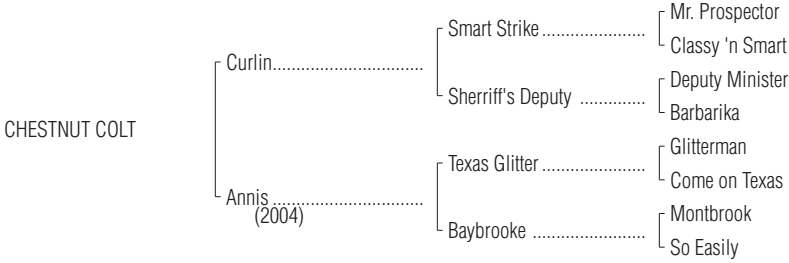 Mr. Prospector
Smart Strike......................
Classy 'n Smart
Curlin...............................
Deputy Minister
Sherriff's Deputy ..............
Barbarika
CHESTNUT COLT
Glitterman
Texas Glitter ......................
Come on Texas
Annis ...............................
(2004)
Montbrook
Baybrooke ........................
So Easily